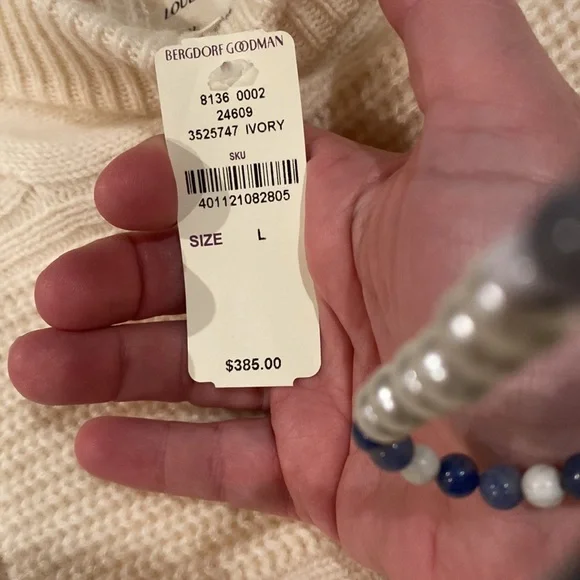 BERGDORF GOODMAN
8136 0002
24609
3525747 IVORY
SKU
401121082805
SIZE L
$385.00